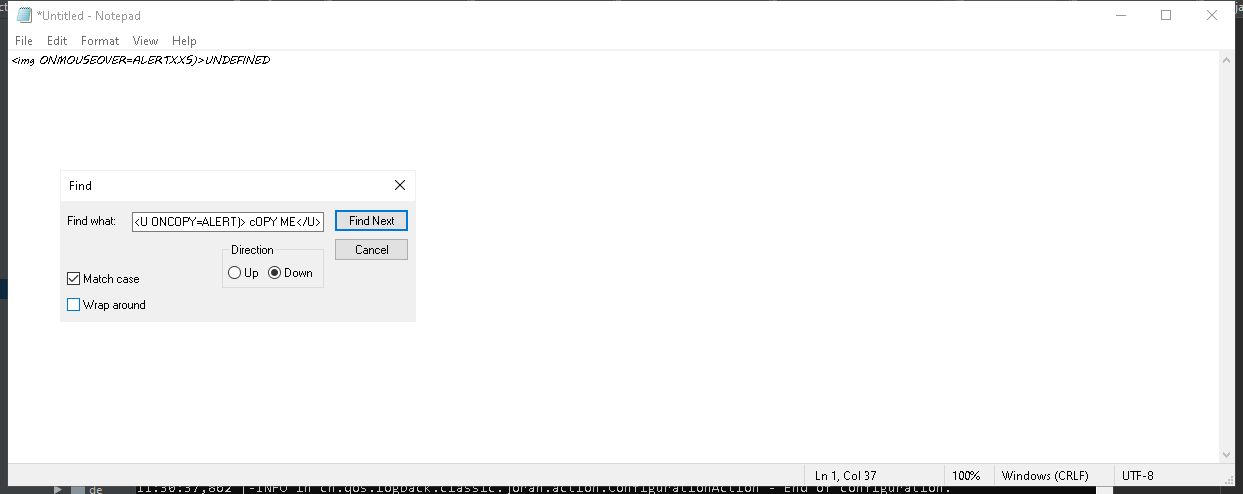 *Untitled - Notepad
File Edit Format View Help
<img ONMOUSEOVER=ALERTXXS)>UNDEFINED
Find
Find what: <U ONCOPY=ALERT)> cOPY ME</U> Find Next
Direction Cancel
Up Down
Match case
Wrap around
Ln 1, Col 37 100% Windows (CRLF) UTF-8
de 11:30:37,862 |-INFO in ch.qos.logback.classic.joran.action.ConfigurationAction - End of configuration.